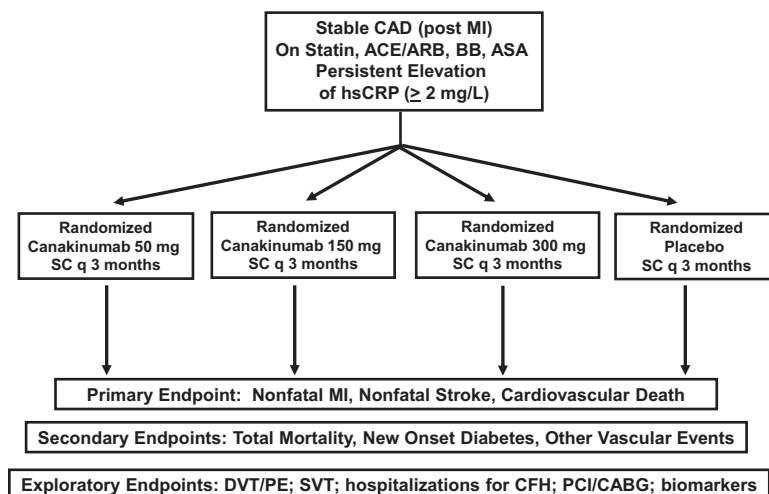 Stable CAD (post MI)
On Statin, ACE/ARB, BB, ASA
Persistent Elevation
of hsCRP (≥ 2 mg/L)
Randomized
Canakinumab 50 mg
SC q 3 months
Randomized
Canakinumab 150 mg
SC q 3 months
Randomized
Canakinumab 300 mg
SC q 3 months
Randomized
Placebo
SC q 3 months
Primary Endpoint: Nonfatal MI, Nonfatal Stroke, Cardiovascular Death
Secondary Endpoints: Total Mortality, New Onset Diabetes, Other Vascular Events
Exploratory Endpoints: DVT/PE; SVT; hospitalizations for CFH; PCI/CABG; biomarkers